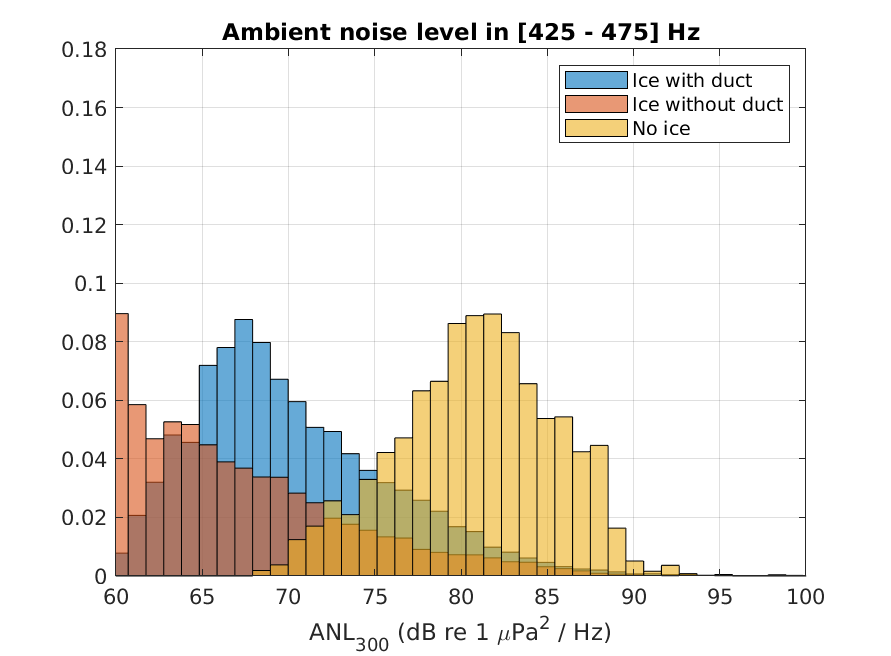 Ambient noise level in [425 - 475] Hz
0.18
0.16
0.14
0.12
0.1
0.08
0.06
0.04
0.02
0
Ice with duct
Ice without duct
No ice
60 65 70 75 80 85 90 95 100
ANL₃₀₀ (dB re 1 μPa² / Hz)